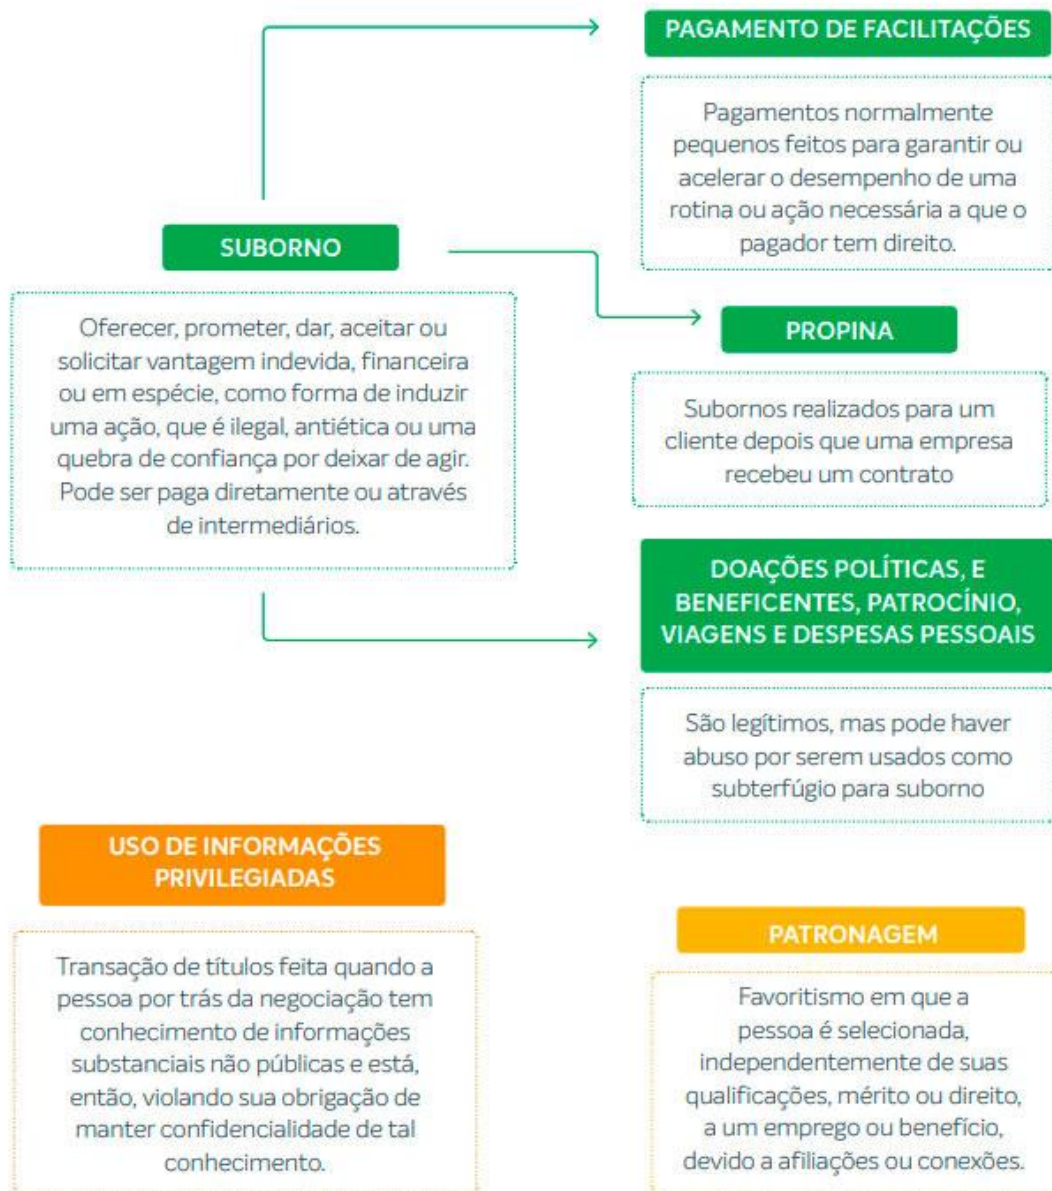 PAGAMENTO DE FACILITAÇÕES
Pagamentos normalmente
pequenos feitos para garantir ou
acelerar o desempenho de uma
rotina ou ação necessária a que o
pagador tem direito.
SUBORNO
Oferecer, prometer, dar, aceitar ou
solicitar vantagem indevida, financeira
ou em espécie, como forma de induzir
uma ação, que é ilegal, antiética ou uma
quebra de confiança por deixar de agir.
Pode ser paga diretamente ou através
de intermediários.
PROPINA
Subornos realizados para um
cliente depois que uma empresa
recebeu um contrato
DOAÇÕES POLÍTICAS, E
BENEFICENTES, PATROCÍNIO,
VIAGENS E DESPESAS PESSOAIS
São legítimos, mas pode haver
abuso por serem usados como
subterfúgio para suborno
USO DE INFORMAÇÕES
PRIVILEGIADAS
Transação de títulos feita quando a
pessoa por trás da negociação tem
conhecimento de informações
substanciais não públicas e está,
então, violando sua obrigação de
manter confidencialidade de tal
conhecimento.
PATRONAGEM
Favoritismo em que a
pessoa é selecionada,
independentemente de suas
qualificações, mérito ou direito,
a um emprego ou benefício,
devido a afiliações ou conexões.